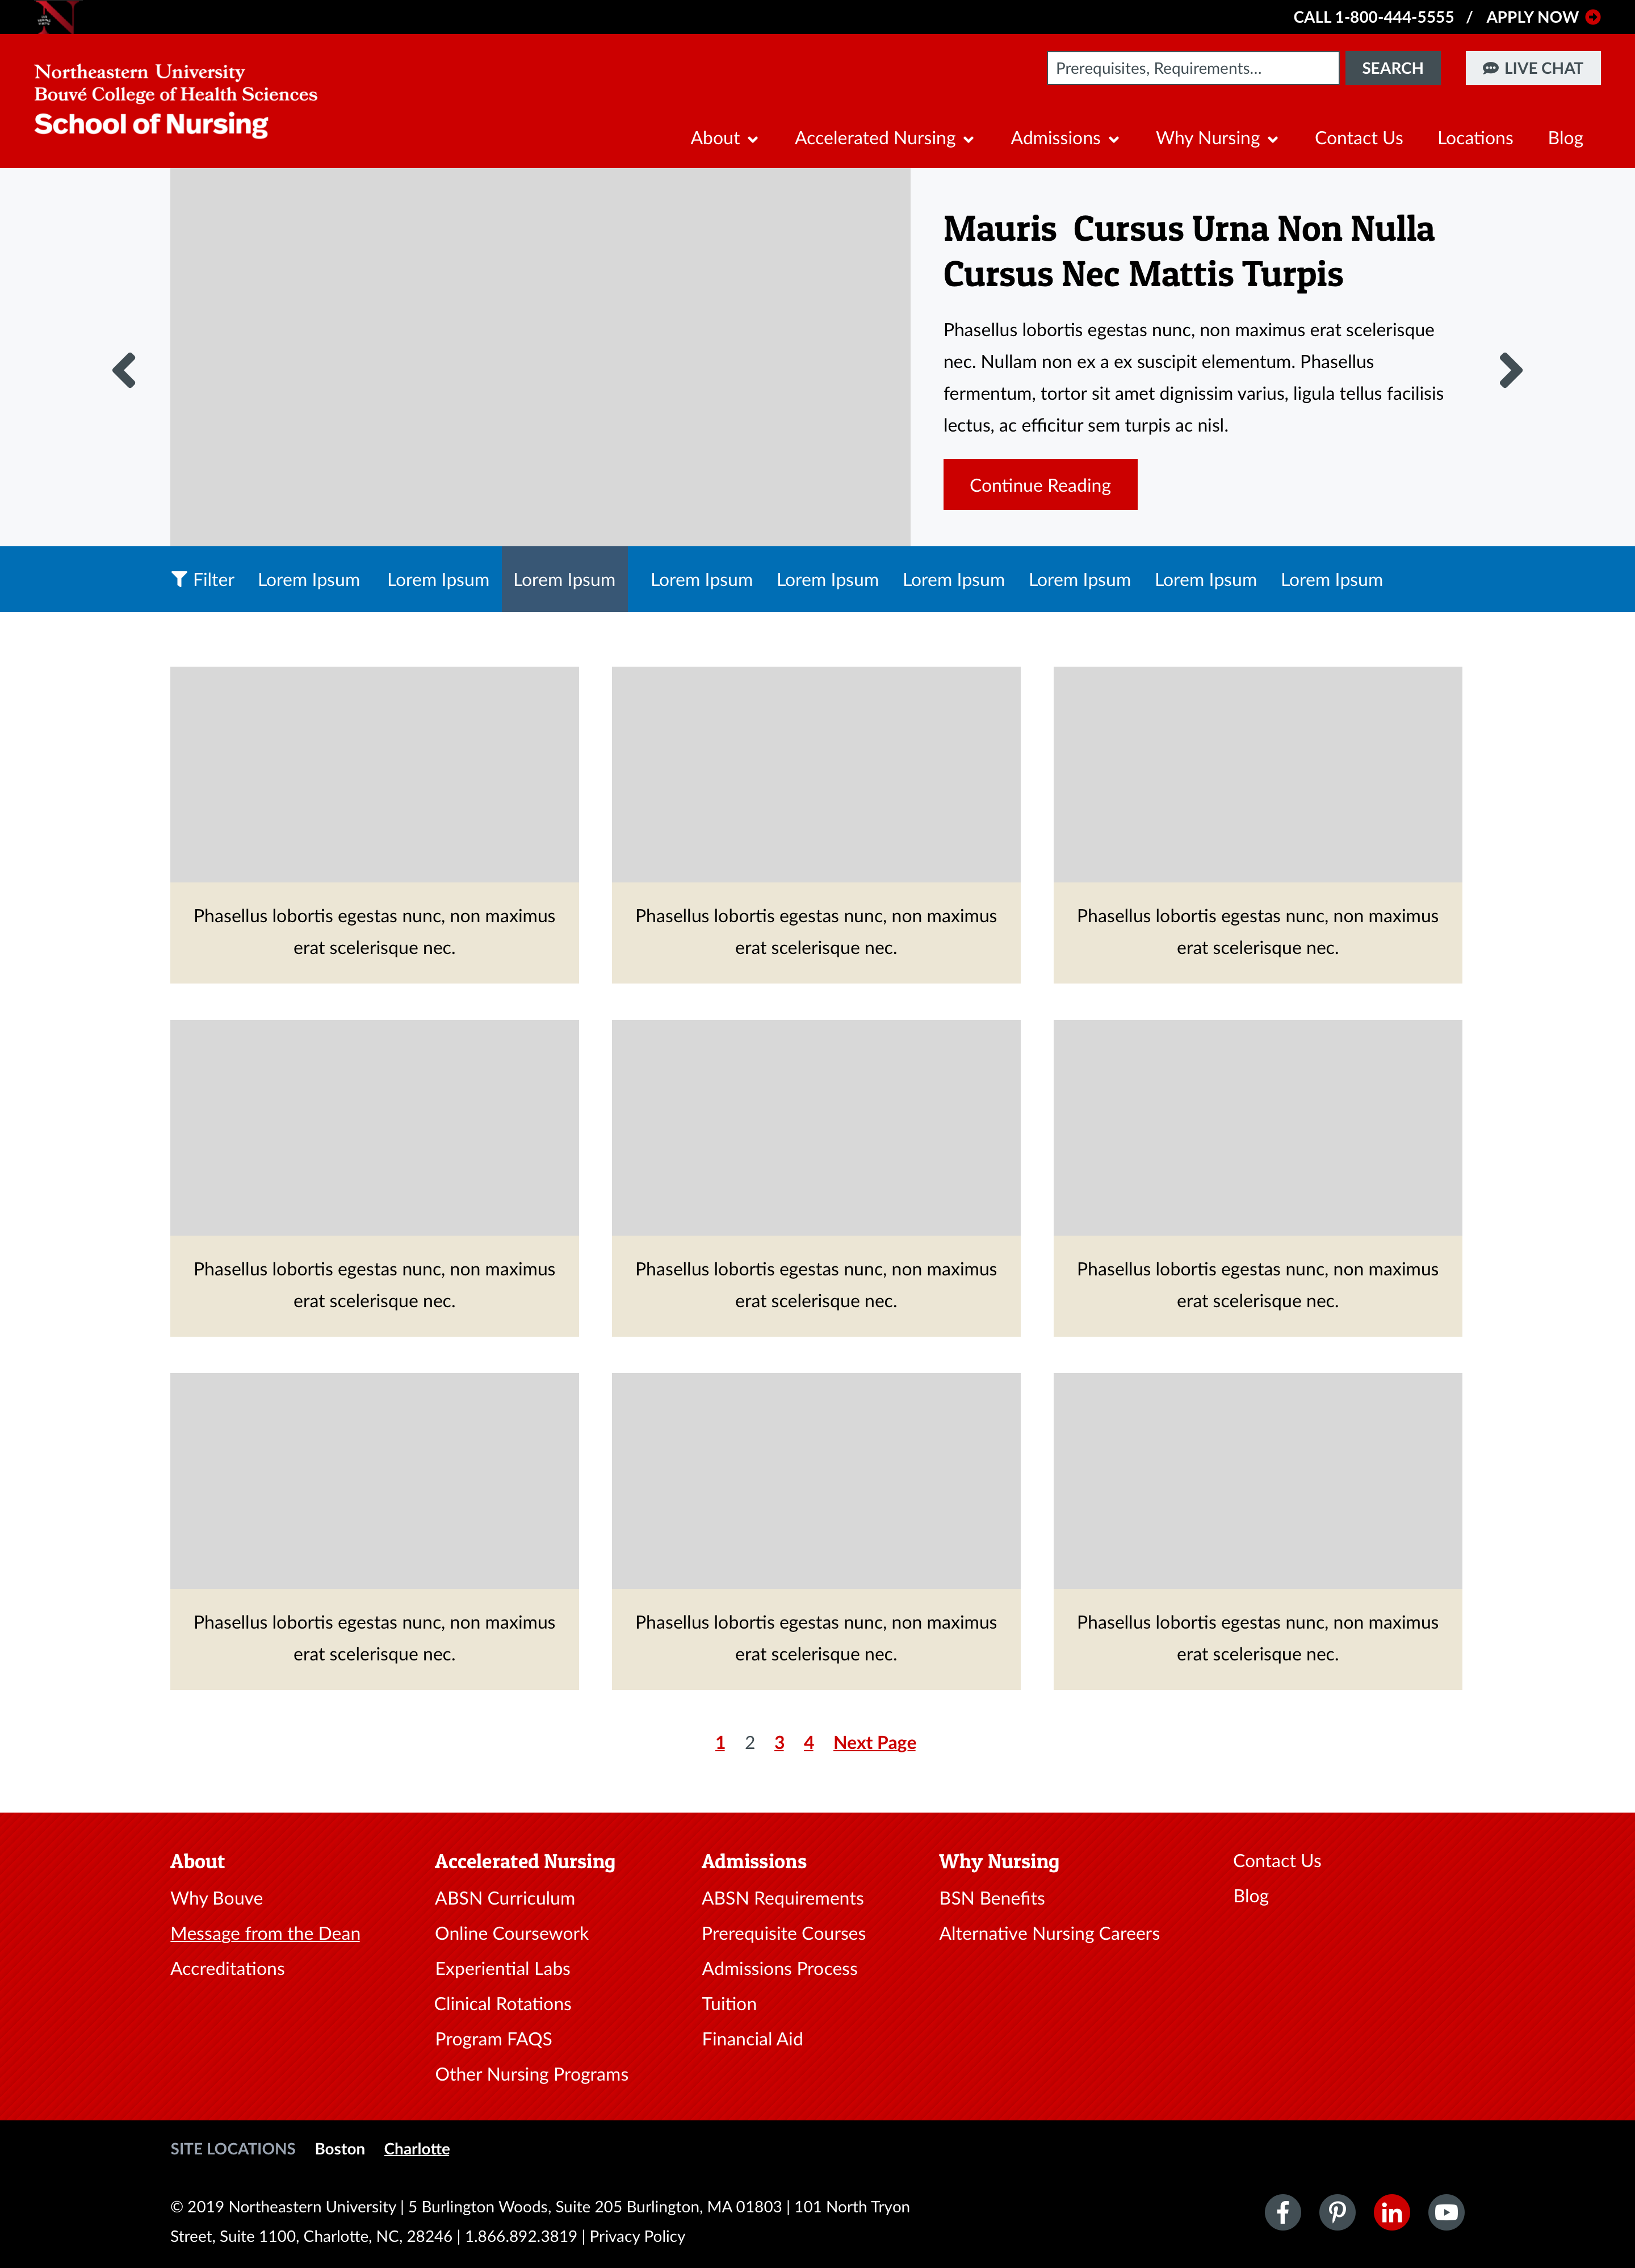 CALL 1-800-444-5555 / APPLY NOW
Northeastern University
Bouvé College of Health Sciences
School of Nursing
Prerequisites, Requirements... SEARCH LIVE CHAT
About Accelerated Nursing Admissions Why Nursing Contact Us Locations Blog
Mauris Cursus Urna Non Nulla
Cursus Nec Mattis Turpis
Phasellus lobortis egestas nunc, non maximus erat scelerisque
nec. Nullam non ex a ex suscipit elementum. Phasellus
fermentum, tortor sit amet dignissim varius, ligula tellus facilisis
lectus, ac efficitur sem turpis ac nisl.
Continue Reading
Filter Lorem Ipsum Lorem Ipsum Lorem Ipsum Lorem Ipsum Lorem Ipsum Lorem Ipsum Lorem Ipsum Lorem Ipsum Lorem Ipsum
Phasellus lobortis egestas nunc, non maximus
erat scelerisque nec.
Phasellus lobortis egestas nunc, non maximus
erat scelerisque nec.
Phasellus lobortis egestas nunc, non maximus
erat scelerisque nec.
Phasellus lobortis egestas nunc, non maximus
erat scelerisque nec.
Phasellus lobortis egestas nunc, non maximus
erat scelerisque nec.
Phasellus lobortis egestas nunc, non maximus
erat scelerisque nec.
Phasellus lobortis egestas nunc, non maximus
erat scelerisque nec.
Phasellus lobortis egestas nunc, non maximus
erat scelerisque nec.
Phasellus lobortis egestas nunc, non maximus
erat scelerisque nec.
1 2 3 4 Next Page
About
Why Bouve
Message from the Dean
Accreditations
Accelerated Nursing
ABSN Curriculum
Online Coursework
Experiential Labs
Clinical Rotations
Program FAQS
Other Nursing Programs
Admissions
ABSN Requirements
Prerequisite Courses
Admissions Process
Tuition
Financial Aid
Why Nursing
BSN Benefits
Alternative Nursing Careers
Contact Us
Blog
SITE LOCATIONS Boston Charlotte
© 2019 Northeastern University | 5 Burlington Woods, Suite 205 Burlington, MA 01803 | 101 North Tryon
Street, Suite 1100, Charlotte, NC, 28246 | 1.866.892.3819 | Privacy Policy